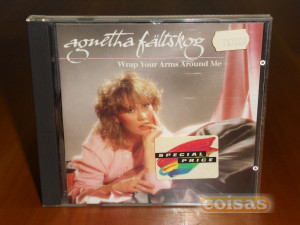 agnetha fältskog
Wrap Your Arms Around Me
SPECIAL
PRICE
coisas